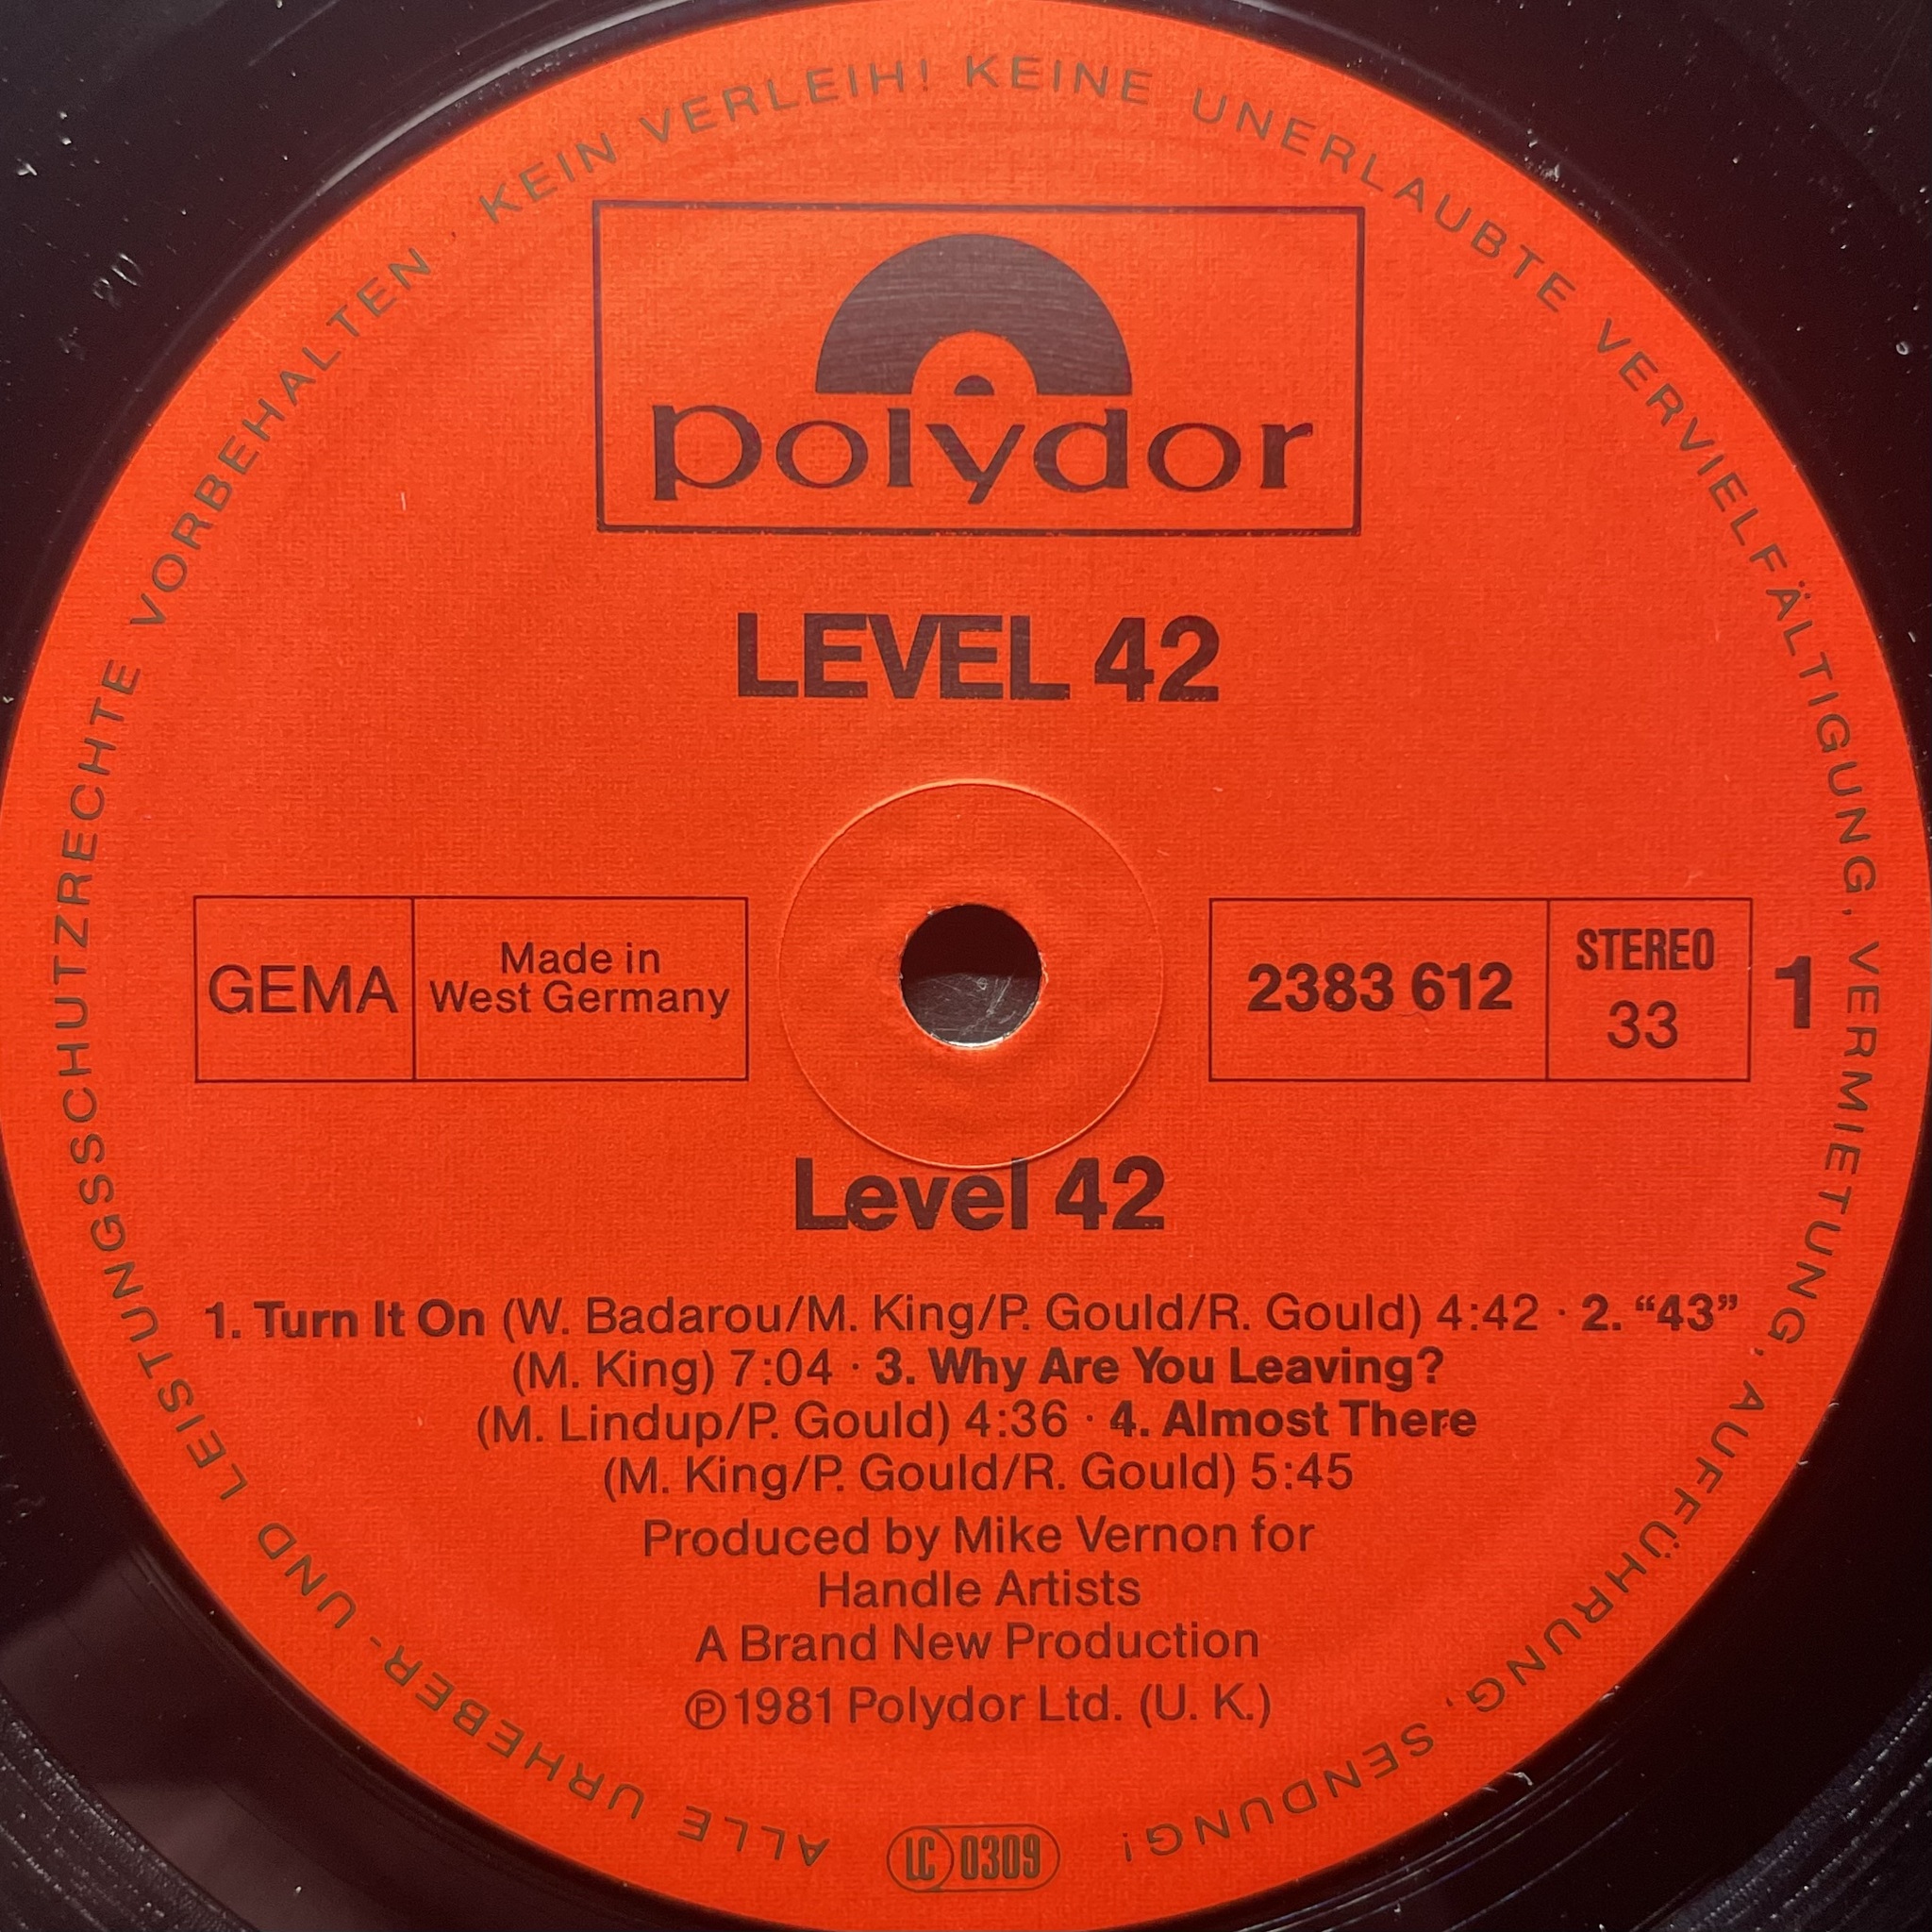 ALLE URHEBER- UND LEISTUNGSSCHUTZRECHTE VORBEHALTEN · KEIN VERLEIH! KEINE UNERLAUBTE VERVIELFÄLTIGUNG, VERMIETUNG, AUFFÜHRUNG, SENDUNG!
polydor
LEVEL 42
GEMA
Made in
West Germany
2383 612
STEREO
33
1
Level 42
1. Turn It On (W. Badarou/M. King/P. Gould/R. Gould) 4:42 · 2. “43”
(M. King) 7:04 · 3. Why Are You Leaving?
(M. Lindup/P. Gould) 4:36 · 4. Almost There
(M. King/P. Gould/R. Gould) 5:45
Produced by Mike Vernon for
Handle Artists
A Brand New Production
℗ 1981 Polydor Ltd. (U. K.)
LC 0309